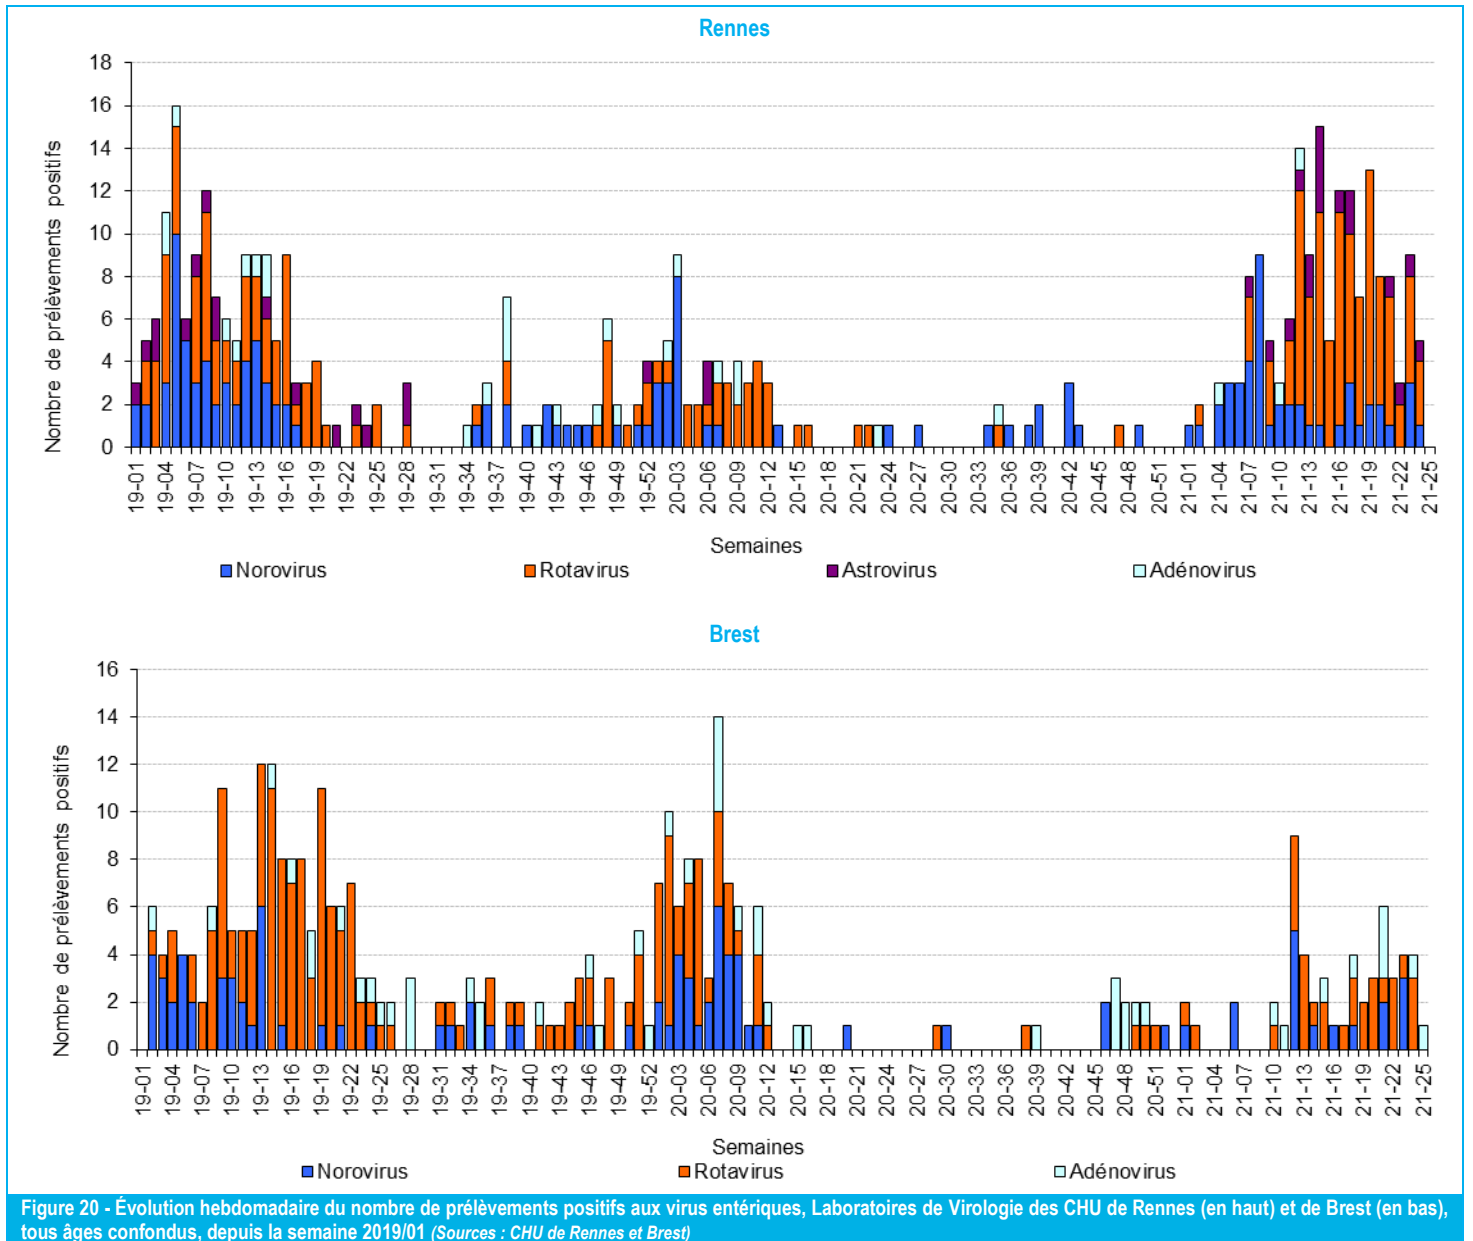 Rennes
18
16
14
12
10
8
6
4
2
0
Nombre de prélèvements positifs
19-01 19-04 19-07 19-10 19-13 19-16 19-19 19-22 19-25 19-28 19-31 19-34 19-37 19-40 19-43 19-46 19-49 19-52 20-03 20-06 20-09 20-12 20-15 20-18 20-21 20-24 20-27 20-30 20-33 20-36 20-39 20-42 20-45 20-48 20-51 21-01 21-04 21-07 21-10 21-13 21-16 21-19 21-22 21-25
Semaines
Norovirus Rotavirus Astrovirus Adénovirus
Brest
16
14
12
10
8
6
4
2
0
Nombre de prélèvements positifs
19-01 19-04 19-07 19-10 19-13 19-16 19-19 19-22 19-25 19-28 19-31 19-34 19-37 19-40 19-43 19-46 19-49 19-52 20-03 20-06 20-09 20-12 20-15 20-18 20-21 20-24 20-27 20-30 20-33 20-36 20-39 20-42 20-45 20-48 20-51 21-01 21-04 21-07 21-10 21-13 21-16 21-19 21-22 21-25
Semaines
Norovirus Rotavirus Adénovirus
Figure 20 - Évolution hebdomadaire du nombre de prélèvements positifs aux virus entériques, Laboratoires de Virologie des CHU de Rennes (en haut) et de Brest (en bas),
tous âges confondus, depuis la semaine 2019/01 (Sources : CHU de Rennes et Brest)